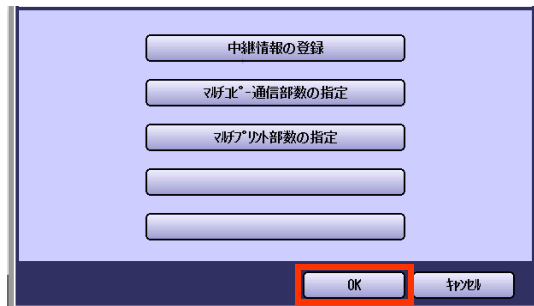 中継情報の登録
ﾏﾙﾁｺﾋﾟｰ通信部数の指定
ﾏﾙﾁﾌﾟﾘﾝﾄ部数の指定
OK
ｷｬﾝｾﾙ